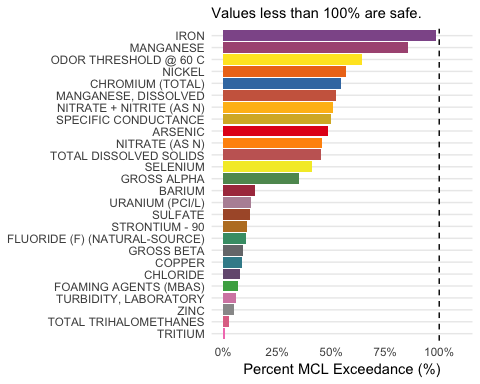 Values less than 100% are safe.
IRON
MANGANESE
ODOR THRESHOLD @ 60 C
NICKEL
CHROMIUM (TOTAL)
MANGANESE, DISSOLVED
NITRATE + NITRITE (AS N)
SPECIFIC CONDUCTANCE
ARSENIC
NITRATE (AS N)
TOTAL DISSOLVED SOLIDS
SELENIUM
GROSS ALPHA
BARIUM
URANIUM (PCI/L)
SULFATE
STRONTIUM - 90
FLUORIDE (F) (NATURAL-SOURCE)
GROSS BETA
COPPER
CHLORIDE
FOAMING AGENTS (MBAS)
TURBIDITY, LABORATORY
ZINC
TOTAL TRIHALOMETHANES
TRITIUM
0% 25% 50% 75% 100%
Percent MCL Exceedance (%)